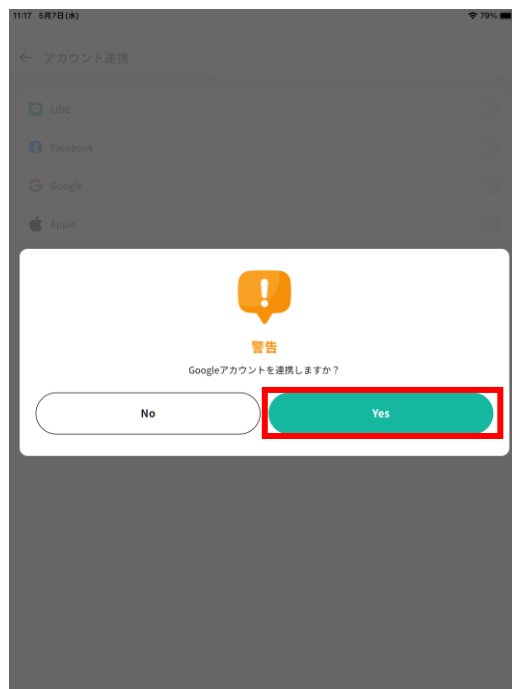 11:17 5月7日(水) 79%
← アカウント連携
LINE
Facebook
Google
Apple
警告
Googleアカウントを連携しますか？
No Yes